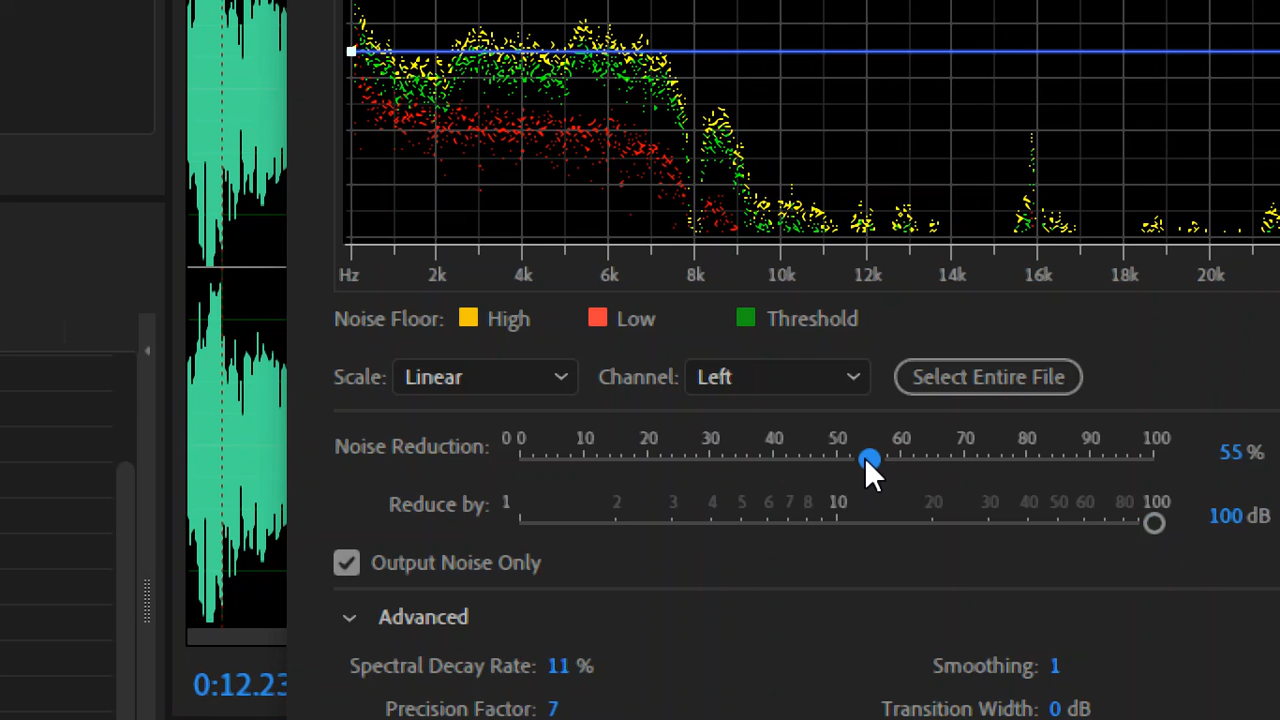 Hz 2k 4k 6k 8k 10k 12k 14k 16k 18k 20k
Noise Floor: High Low Threshold
Scale: Linear Channel: Left Select Entire File
0 0 10 20 30 40 50 60 70 80 90 100
Noise Reduction: 55 %
1 2 3 4 5 6 7 8 10 20 30 40 50 60 80 100
Reduce by: 100 dB
Output Noise Only
Advanced
Spectral Decay Rate: 11 % Smoothing: 1
0:12.23
Precision Factor: 7 Transition Width: 0 dB